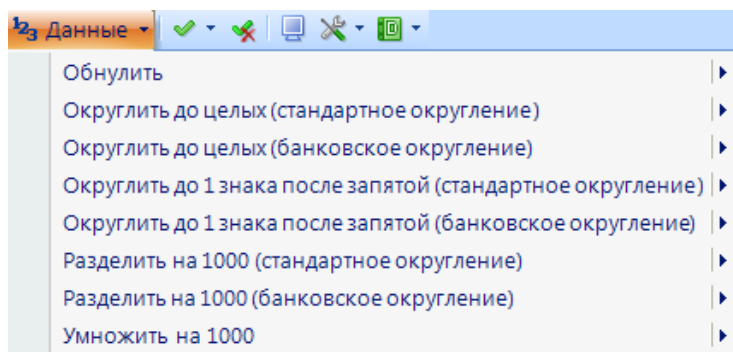 123 Данные
Обнулить
Округлить до целых (стандартное округление)
Округлить до целых (банковское округление)
Округлить до 1 знака после запятой (стандартное округление)
Округлить до 1 знака после запятой (банковское округление)
Разделить на 1000 (стандартное округление)
Разделить на 1000 (банковское округление)
Умножить на 1000